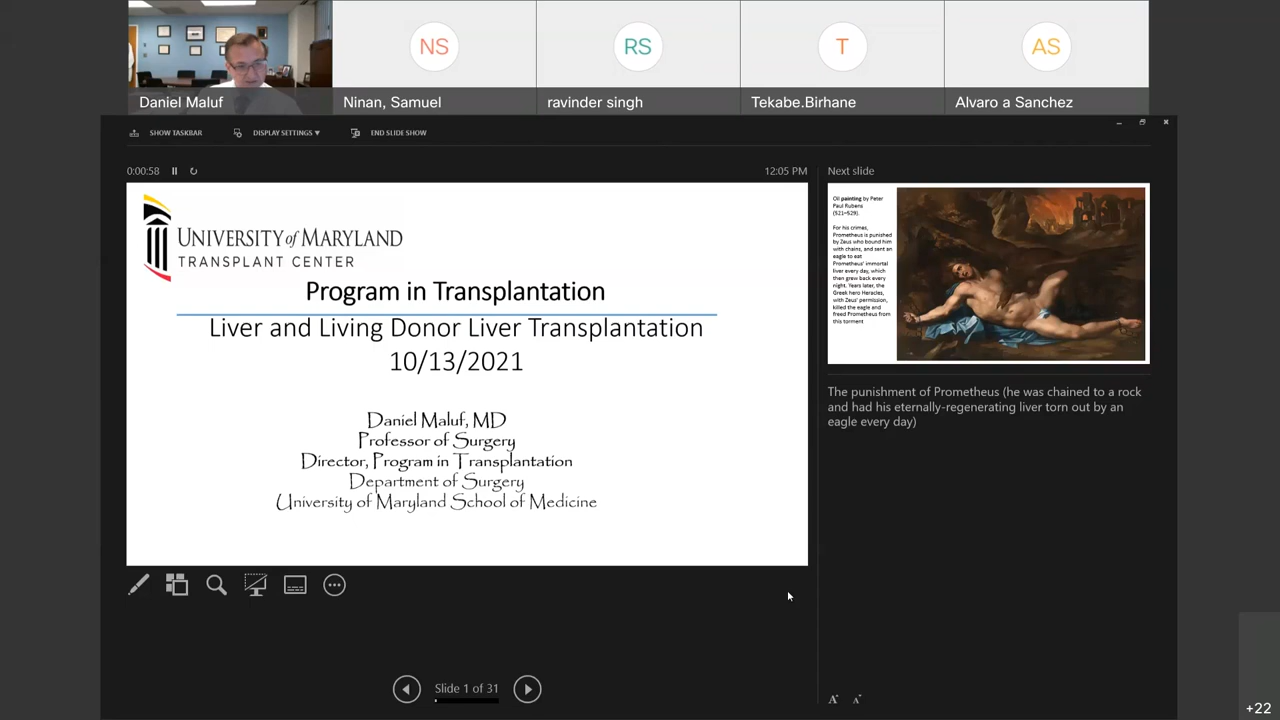 NS
RS
T
AS
Daniel Maluf
Ninan, Samuel
ravinder singh
Tekabe.Birhane
Alvaro a Sanchez
SHOW TASKBAR
DISPLAY SETTINGS ▼
END SLIDE SHOW
0:00:58
12:05 PM
UNIVERSITY of MARYLAND
TRANSPLANT CENTER
Program in Transplantation
Liver and Living Donor Liver Transplantation
10/13/2021
Daniel Maluf, MD
Professor of Surgery
Director, Program in Transplantation
Department of Surgery
University of Maryland School of Medicine
Next slide
Oil painting by Peter
Paul Rubens
(521×529).
For his crimes,
Prometheus is punished
by Zeus who bound him
with chains, and sent an
eagle to eat
Prometheus' immortal
liver every day, which
then grew back every
night. Years later, the
Greek hero Heracles,
with Zeus' permission,
killed the eagle and
freed Prometheus from
this torment
The punishment of Prometheus (he was chained to a rock
and had his eternally-regenerating liver torn out by an
eagle every day)
Slide 1 of 31
A A
+22